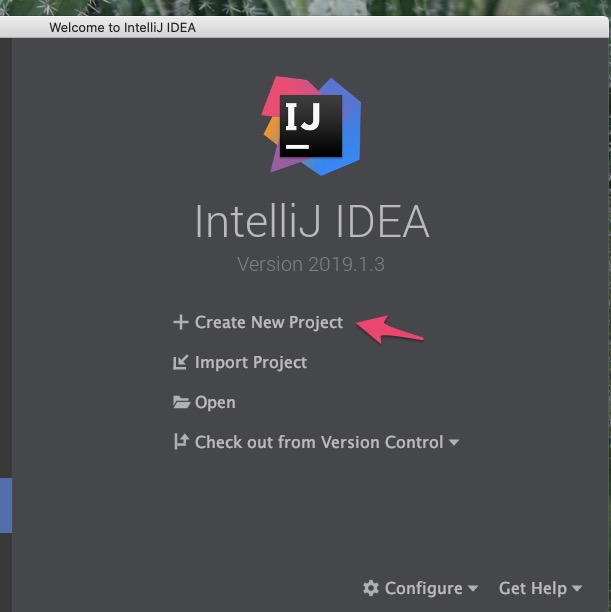 Welcome to IntelliJ IDEA
IJ
IntelliJ IDEA
Version 2019.1.3
Create New Project
Import Project
Open
Check out from Version Control
Configure
Get Help